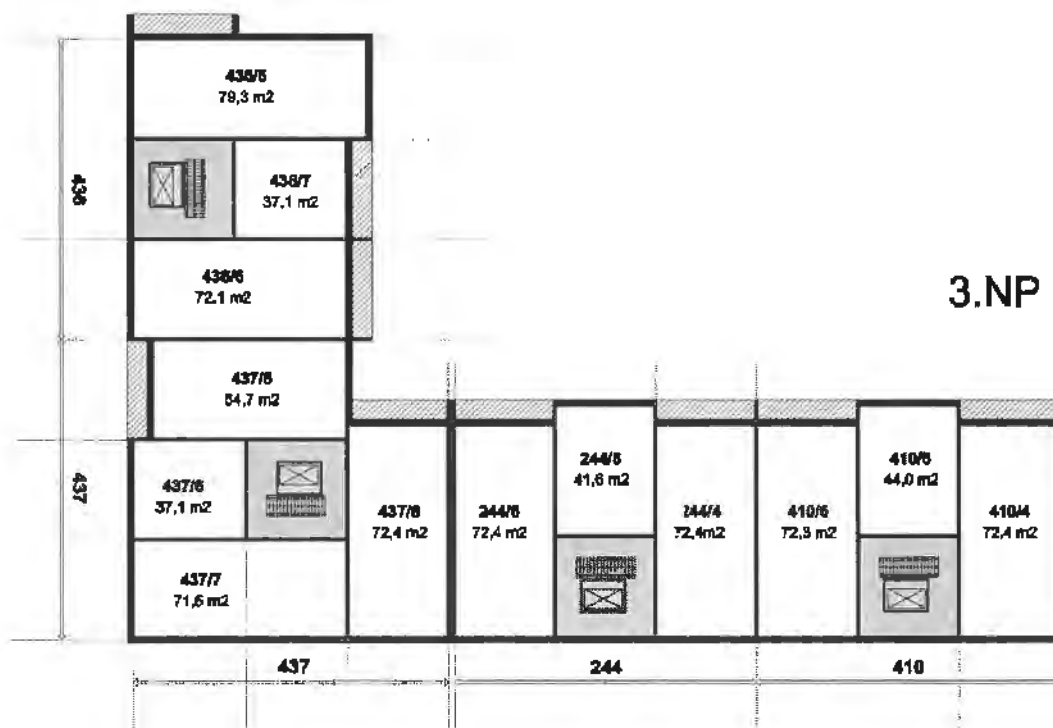 436/5
79,3 m2
436/7
37,1 m2
436
436/6
72,1 m2
3.NP
437/5
64,7 m2
437
437/6
37,1 m2
437/8
72,4 m2
244/6
72,4 m2
244/5
41,6 m2
244/4
72,4m2
410/6
72,3 m2
410/5
44,0 m2
410/4
72,4 m2
437/7
71,6 m2
437
244
410